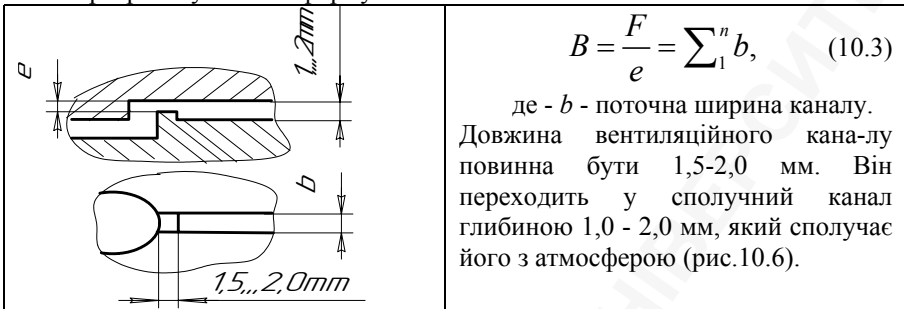 e
1...2mm
b
1,5...2,0mm
B = F/e = ∑₁ⁿ b, (10.3)
де - b - поточна ширина каналу.
Довжина вентиляційного кана-лу
повинна бути 1,5-2,0 мм. Він
переходить у сполучний канал
глибиною 1,0 - 2,0 мм, який сполучає
його з атмосферою (рис.10.6).